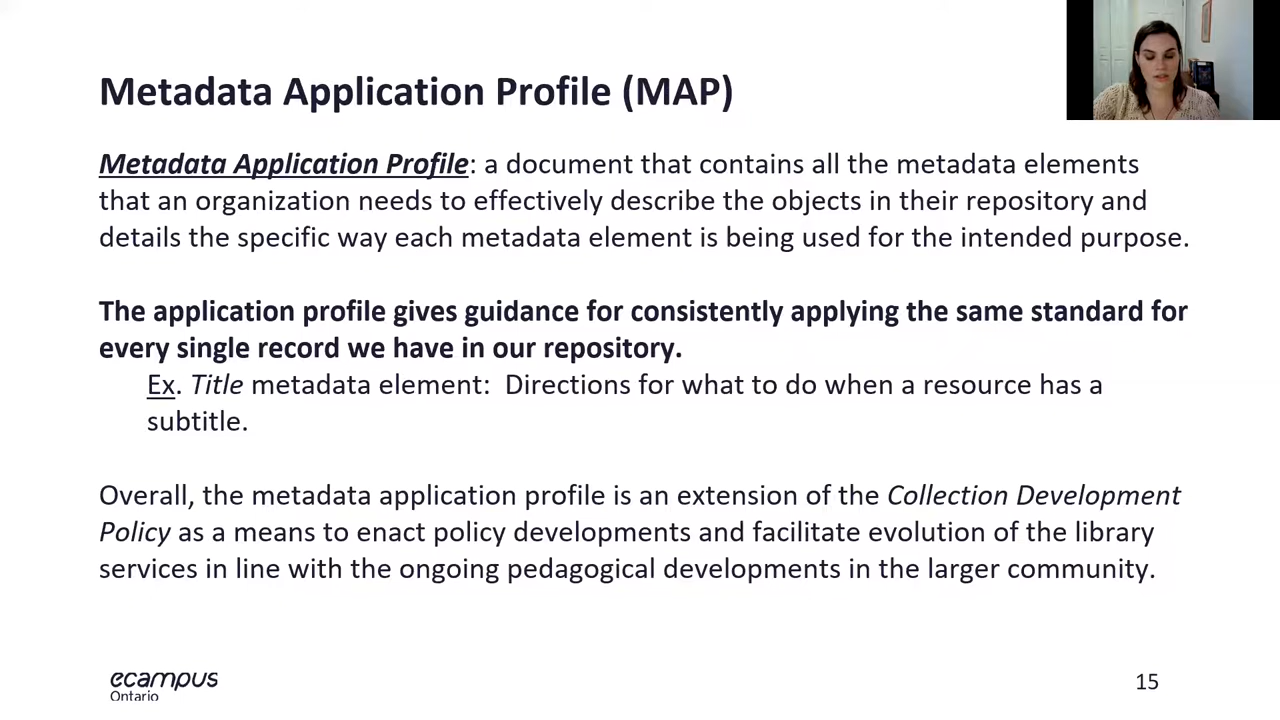 Metadata Application Profile (MAP)
Metadata Application Profile: a document that contains all the metadata elements
that an organization needs to effectively describe the objects in their repository and
details the specific way each metadata element is being used for the intended purpose.
The application profile gives guidance for consistently applying the same standard for
every single record we have in our repository.
Ex. Title metadata element:  Directions for what to do when a resource has a
subtitle.
Overall, the metadata application profile is an extension of the Collection Development
Policy as a means to enact policy developments and facilitate evolution of the library
services in line with the ongoing pedagogical developments in the larger community.
ecampus
Ontario
15